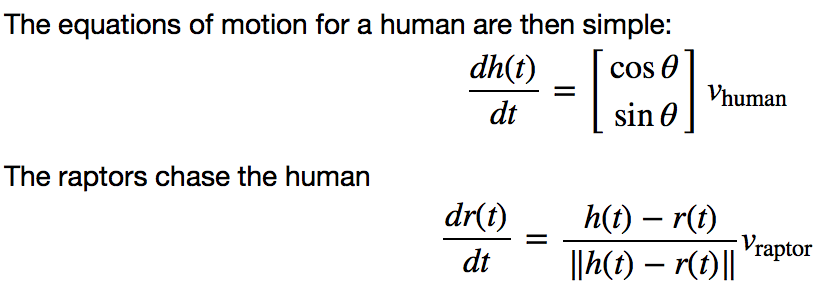 The equations of motion for a human are then simple:
dh(t)/dt = [cos θ
sin θ] v_human
The raptors chase the human
dr(t)/dt = (h(t) − r(t))/‖h(t) − r(t)‖ v_raptor